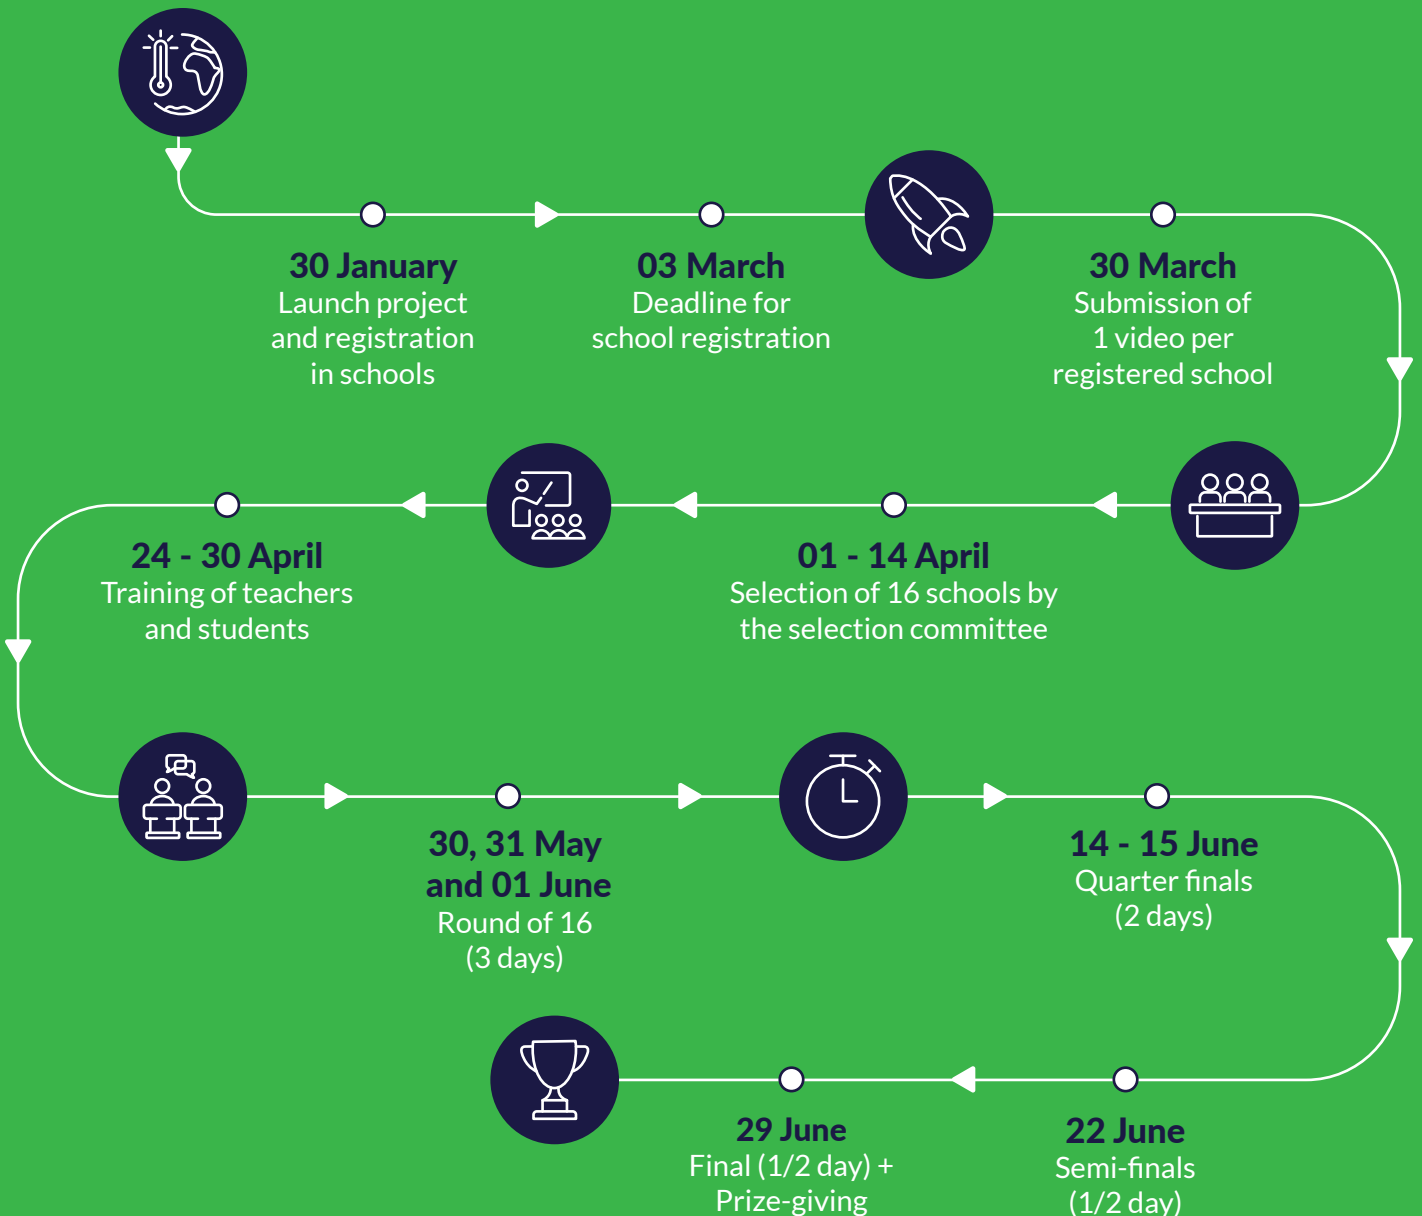 30 January
Launch project
and registration
in schools
03 March
Deadline for
school registration
30 March
Submission of
1 video per
registered school
01 - 14 April
Selection of 16 schools by
the selection committee
24 - 30 April
Training of teachers
and students
30, 31 May
and 01 June
Round of 16
(3 days)
14 - 15 June
Quarter finals
(2 days)
22 June
Semi-finals
(1/2 day)
29 June
Final (1/2 day) +
Prize-giving